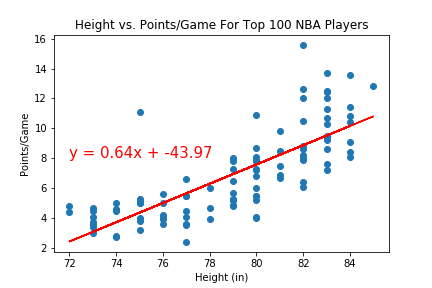 Height vs. Points/Game For Top 100 NBA Players
16
14
12
10
8
6
4
2
Points/Game
y = 0.64x + -43.97
72 74 76 78 80 82 84
Height (in)